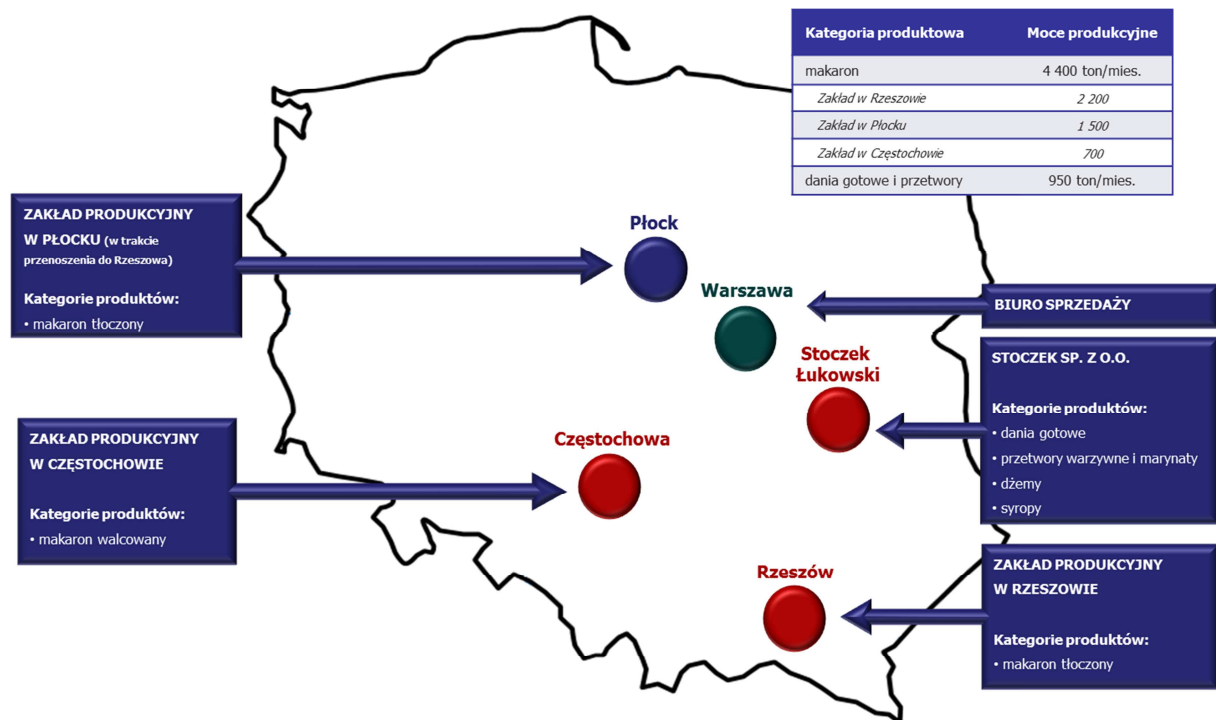 Kategoria produktowa Moce produkcyjne
makaron 4 400 ton/mies.
Zakład w Rzeszowie 2 200
Zakład w Płocku 1 500
Zakład w Częstochowie 700
dania gotowe i przetwory 950 ton/mies.
ZAKŁAD PRODUKCYJNY
W PŁOCKU (w trakcie
przenoszenia do Rzeszowa)
Kategorie produktów:
• makaron tłoczony
Płock
Warszawa
BIURO SPRZEDAŻY
Stoczek
Łukowski
STOCZEK SP. Z O.O.
Kategorie produktów:
• dania gotowe
• przetwory warzywne i marynaty
• dżemy
• syropy
ZAKŁAD PRODUKCYJNY
W CZĘSTOCHOWIE
Kategorie produktów:
• makaron walcowany
Częstochowa
Rzeszów
ZAKŁAD PRODUKCYJNY
W RZESZOWIE
Kategorie produktów:
• makaron tłoczony